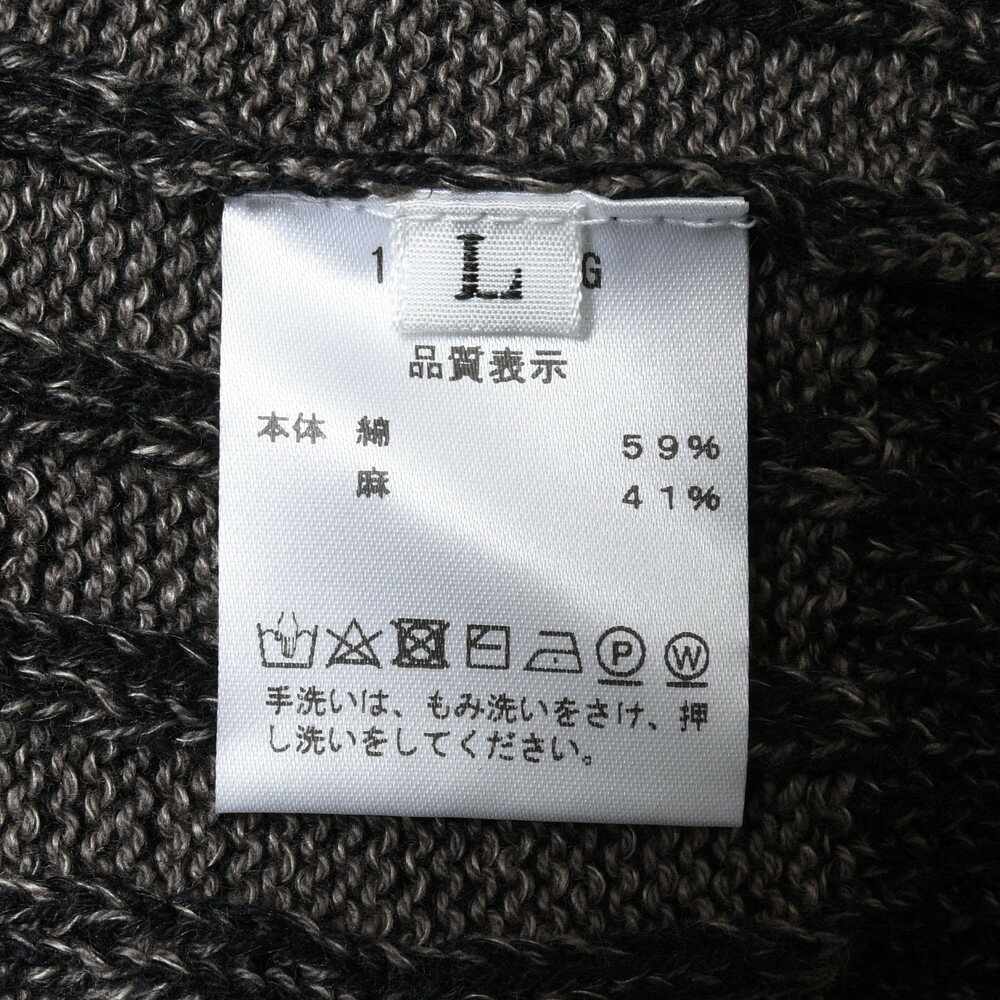 1 L G
品質表示
本体 綿 59%
麻 41%
P W
手洗いは、もみ洗いをさけ、押
し洗いをしてください。